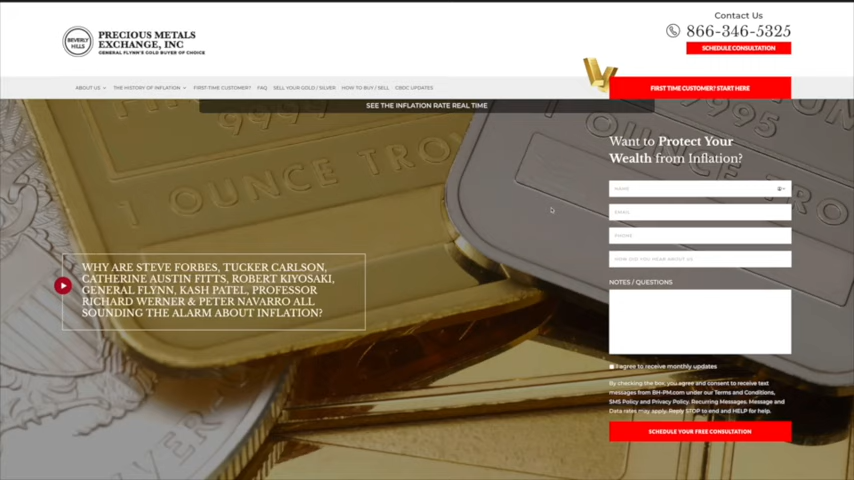 Contact Us
BEVERLY
HILLS
PRECIOUS METALS
EXCHANGE, INC
GENERAL FLYNN'S GOLD BUYER OF CHOICE
866-346-5325
SCHEDULE CONSULTATION
ABOUT US THE HISTORY OF INFLATION FIRST-TIME CUSTOMER? FAQ SELL YOUR GOLD / SILVER HOW TO BUY / SELL CBDC UPDATES
FIRST TIME CUSTOMER? START HERE
SEE THE INFLATION RATE REAL TIME
999
1 OUNCE TRO
1 OUNCE TRO
9995
Want to Protect Your
Wealth from Inflation?
NAME
EMAIL
PHONE
HOW DID YOU HEAR ABOUT US
NOTES / QUESTIONS
WHY ARE STEVE FORBES, TUCKER CARLSON,
CATHERINE AUSTIN FITTS, ROBERT KIYOSAKI,
GENERAL FLYNN, KASH PATEL, PROFESSOR
RICHARD WERNER & PETER NAVARRO ALL
SOUNDING THE ALARM ABOUT INFLATION?
I agree to receive monthly updates
By checking the box, you agree and consent to receive text
messages from BH-PM.com under our Terms and Conditions,
SMS Policy and Privacy Policy. Recurring Messages. Message and
Data rates may apply. Reply STOP to end and HELP for help.
SCHEDULE YOUR FREE CONSULTATION